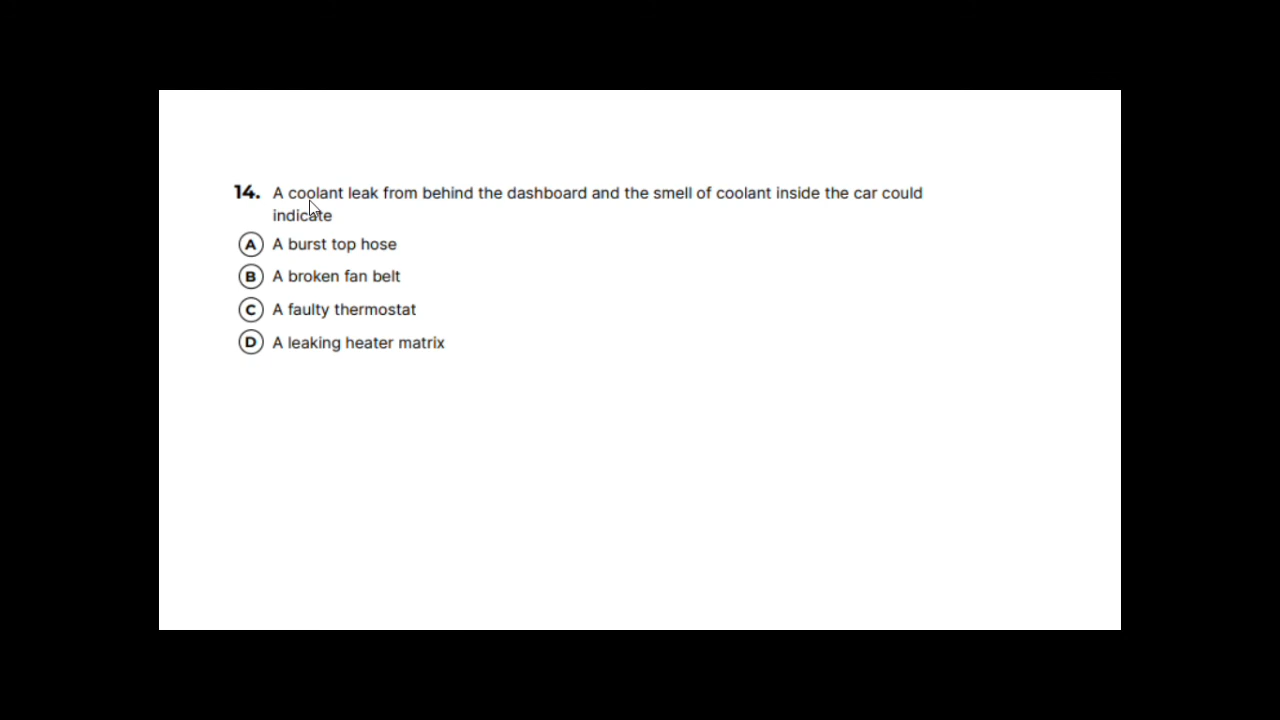 14. A coolant leak from behind the dashboard and the smell of coolant inside the car could
indicate
A A burst top hose
B A broken fan belt
C A faulty thermostat
D A leaking heater matrix